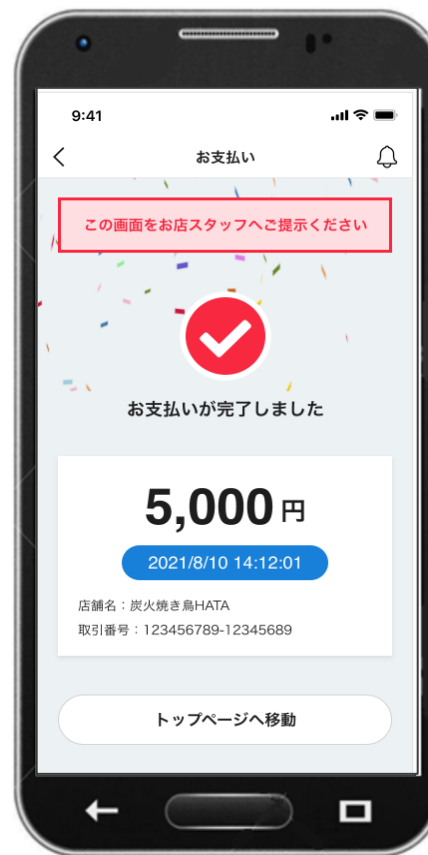 9:41
お支払い
この画面をお店スタッフへご提示ください
お支払いが完了しました
5,000 円
2021/8/10 14:12:01
店舗名：炭火焼き鳥HATA
取引番号：123456789-12345689
トップページへ移動